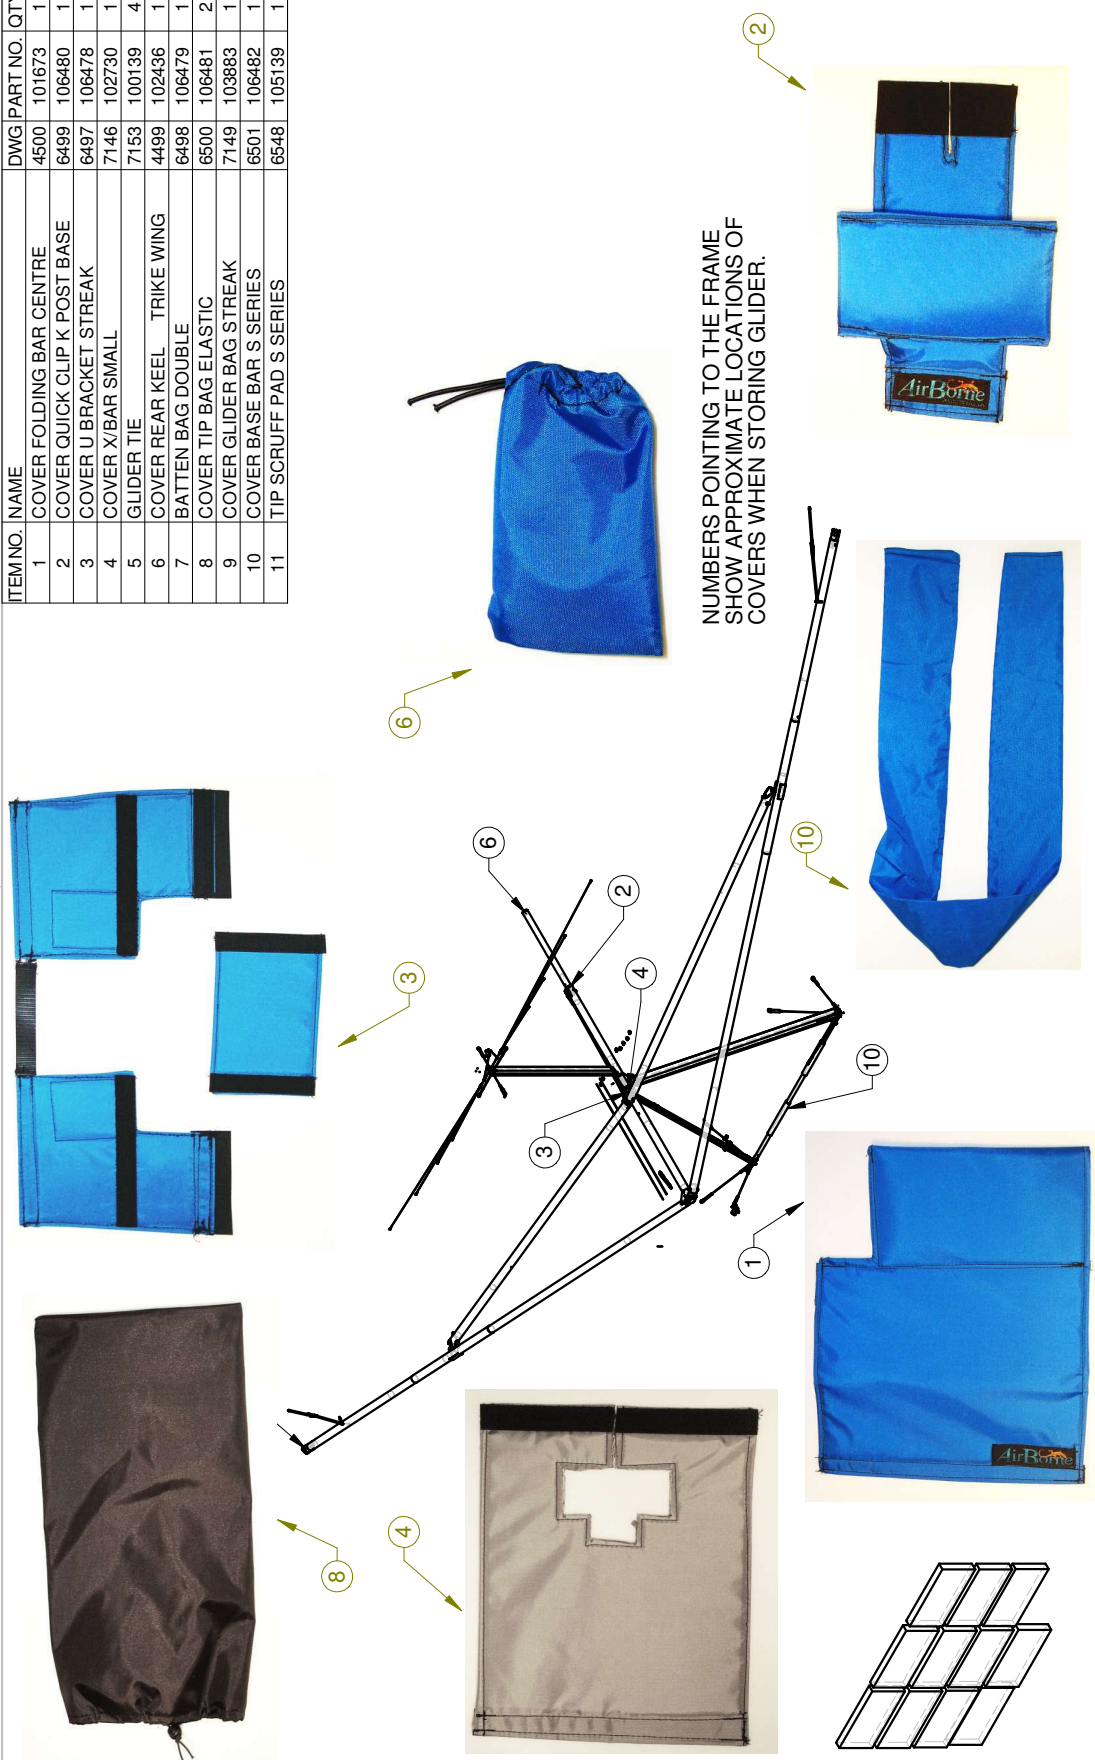 ITEM NO. NAME DWG PART NO. QTY
1 COVER FOLDING BAR CENTRE 4500 101673 1
2 COVER QUICK CLIP K POST BASE 6499 106480 1
3 COVER U BRACKET STREAK 6497 106478 1
4 COVER X/BAR SMALL 7146 102730 1
5 GLIDER TIE 7153 100139 4
6 COVER REAR KEEL TRIKE WING 4499 102436 1
7 BATTEN BAG DOUBLE 6498 106479 1
8 COVER TIP BAG ELASTIC 6500 106481 2
9 COVER GLIDER BAG STREAK 7149 103883 1
10 COVER BASE BAR S SERIES 6501 106482 1
11 TIP SCRUFF PAD S SERIES 6548 105139 1
8
3
6
2
4
6
2
3
4
10
10
1
NUMBERS POINTING TO THE FRAME
SHOW APPROXIMATE LOCATIONS OF
COVERS WHEN STORING GLIDER.
AirBorne
AirBorne